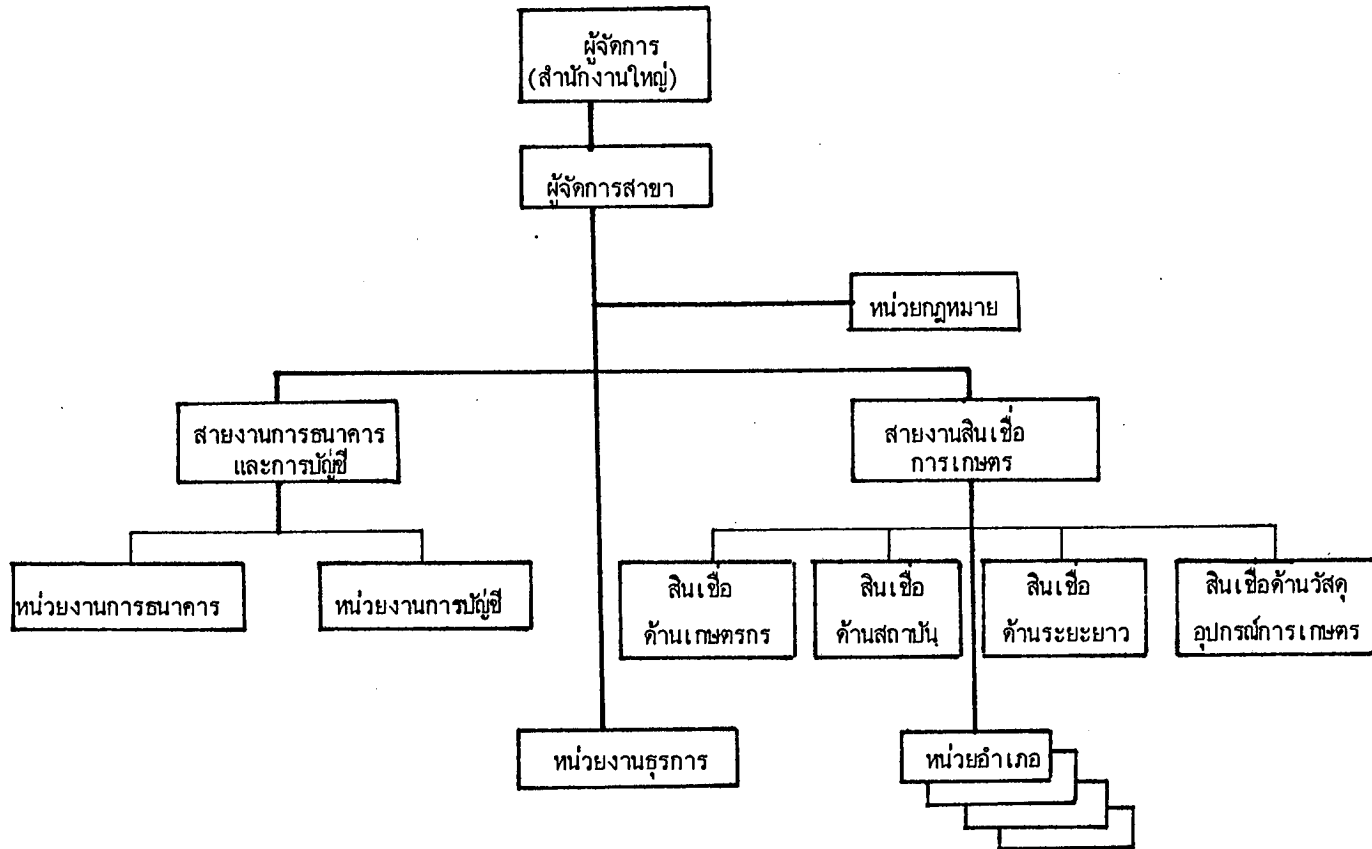 ผู้จัดการ
(สำนักงานใหญ่)
ผู้จัดการสาขา
หน่วยกฎหมาย
สายงานการธนาคาร
และการบัญชี
สายงานสินเชื่อ
การเกษตร
หน่วยงานการธนาคาร
หน่วยงานการบัญชี
สินเชื่อ
ด้านเกษตรกร
สินเชื่อ
ด้านสถาบัน
สินเชื่อ
ด้านระยะยาว
สินเชื่อด้านวัสดุ
อุปกรณ์การเกษตร
หน่วยงานธุรการ
หน่วยอำเภอ